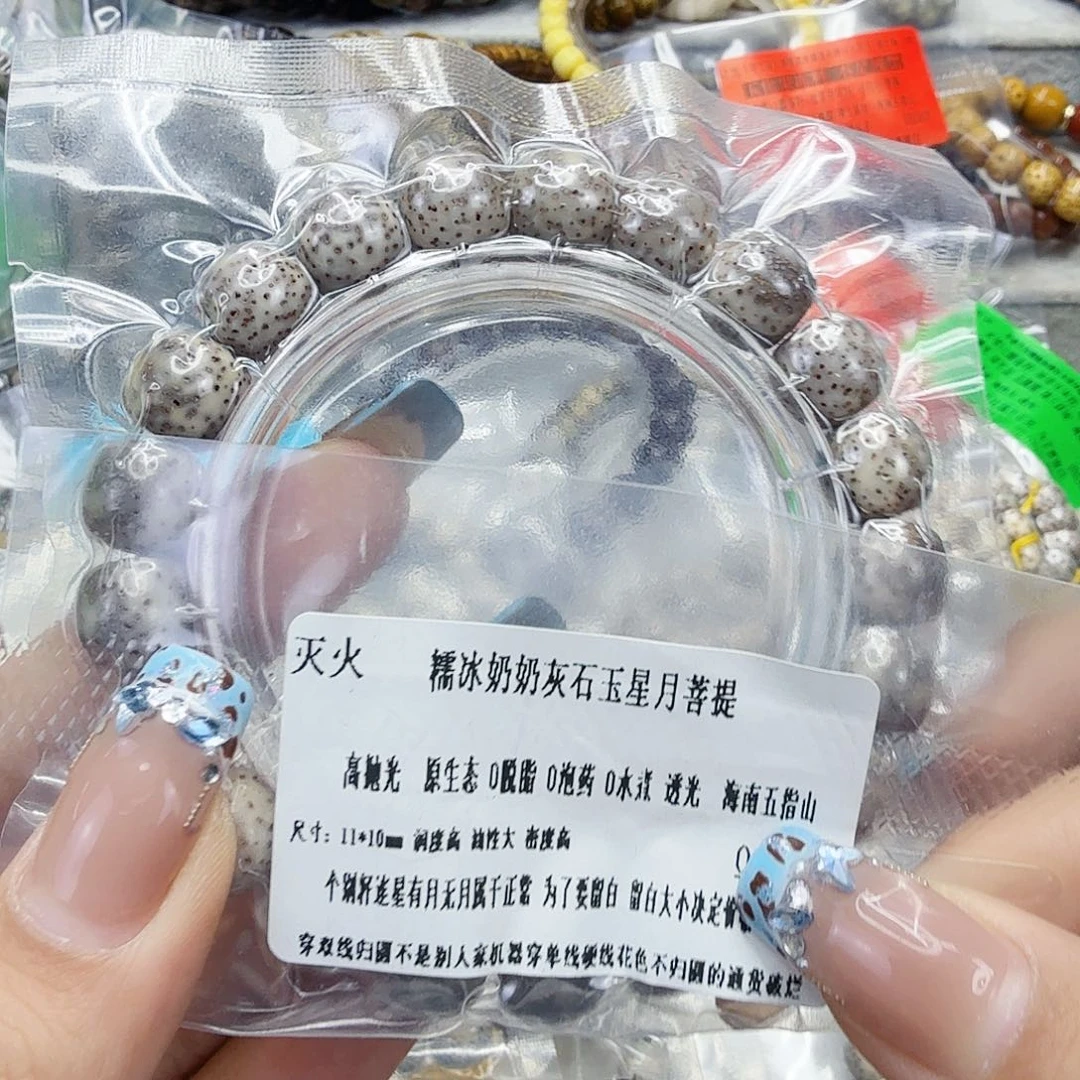 灭火 糯冰奶奶灰石玉星月菩提
高抛光 原生态 0脱脂 0泡药 0水煮 透光 海南五指山
尺寸：11*10mm 润度高 油性大 密度高
个别籽连星有月无月属于正常 为了要留白 留白大小决定价
穿双线归圆不是别人家机器穿单线硬线花色不归圆的通货破烂